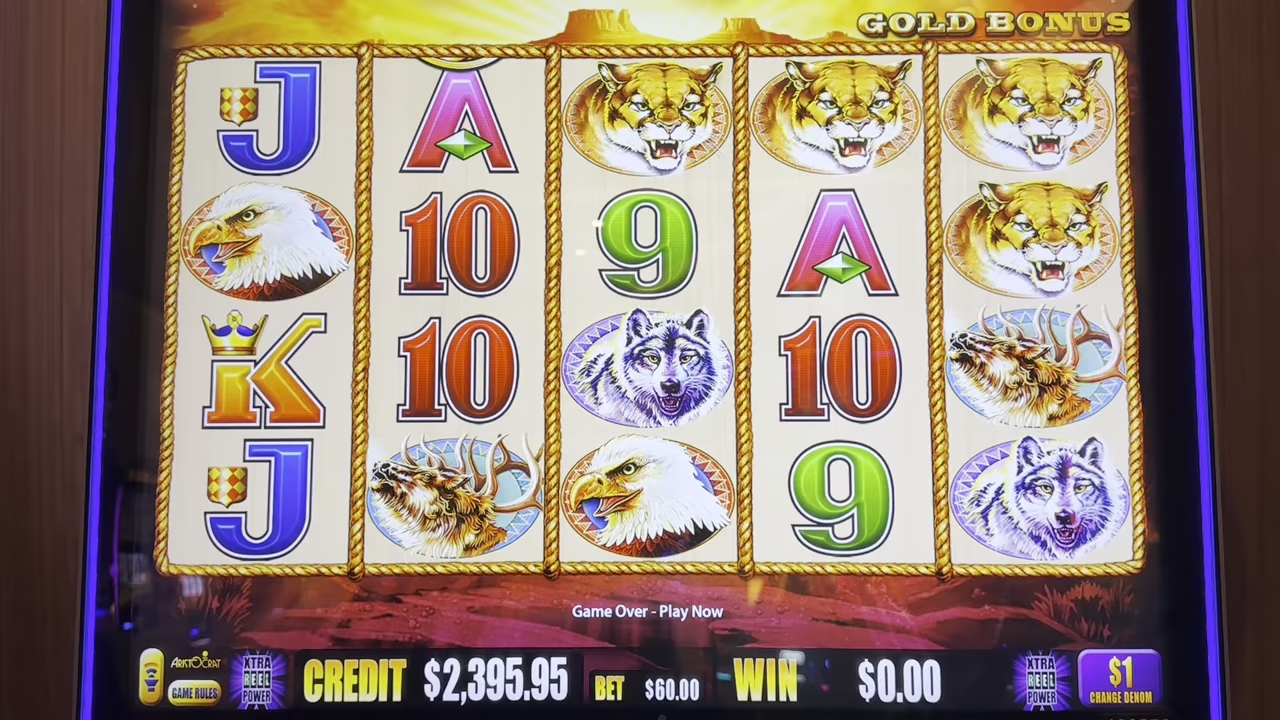 GOLD BONUS
J A
10 9 A
K 10 10
J 9
Game Over - Play Now
ARISTOCRAT
GAME RULES
XTRA
REEL
POWER
CREDIT $2,395.95
BET $60.00
WIN $0.00
XTRA
REEL
POWER
$1
CHANGE DENOM